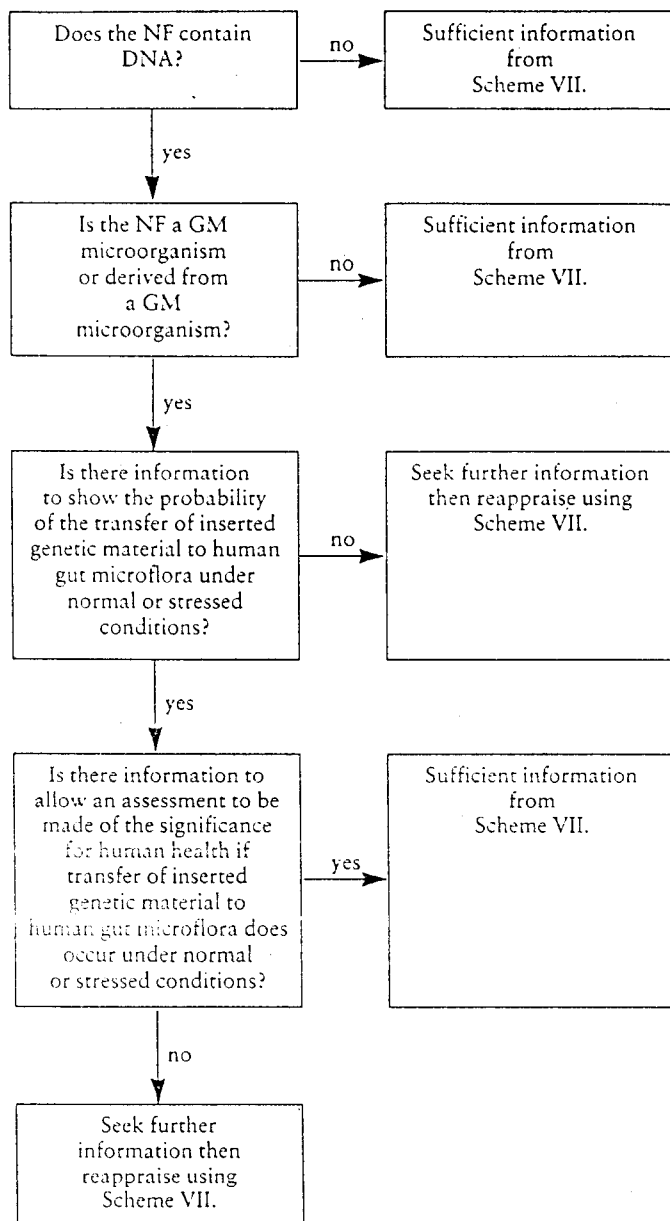 Does the NF contain
DNA?
no
Sufficient information
from
Scheme VII.
yes
Is the NF a GM
microorganism
or derived from
a GM
microorganism?
no
Sufficient information
from
Scheme VII.
yes
Is there information
to show the probability
of the transfer of inserted
genetic material to human
gut microflora under
normal or stressed
conditions?
no
Seek further information
then reappraise using
Scheme VII.
yes
Is there information to
allow an assessment to be
made of the significance
for human health if
transfer of inserted
genetic material to
human gut microflora does
occur under normal
or stressed conditions?
yes
Sufficient information
from
Scheme VII.
no
Seek further
information then
reappraise using
Scheme VII.